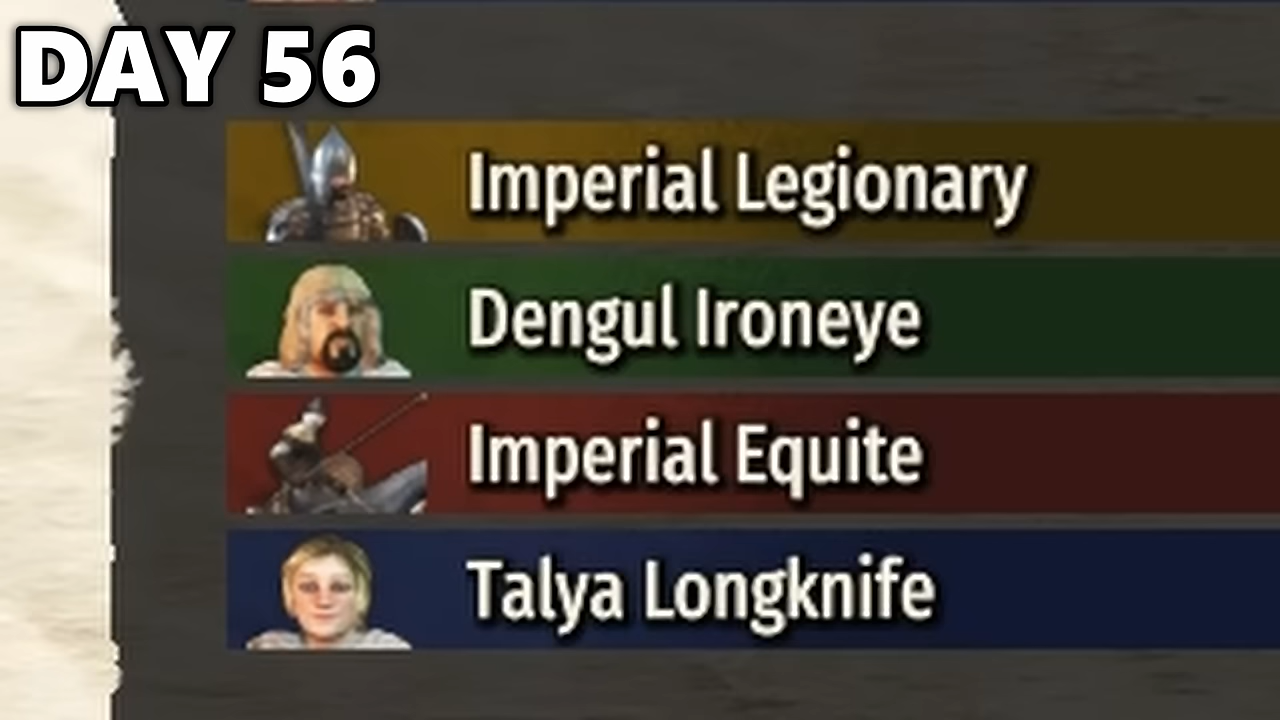 DAY 56
Imperial Legionary
Dengul Ironeye
Imperial Equite
Talya Longknife